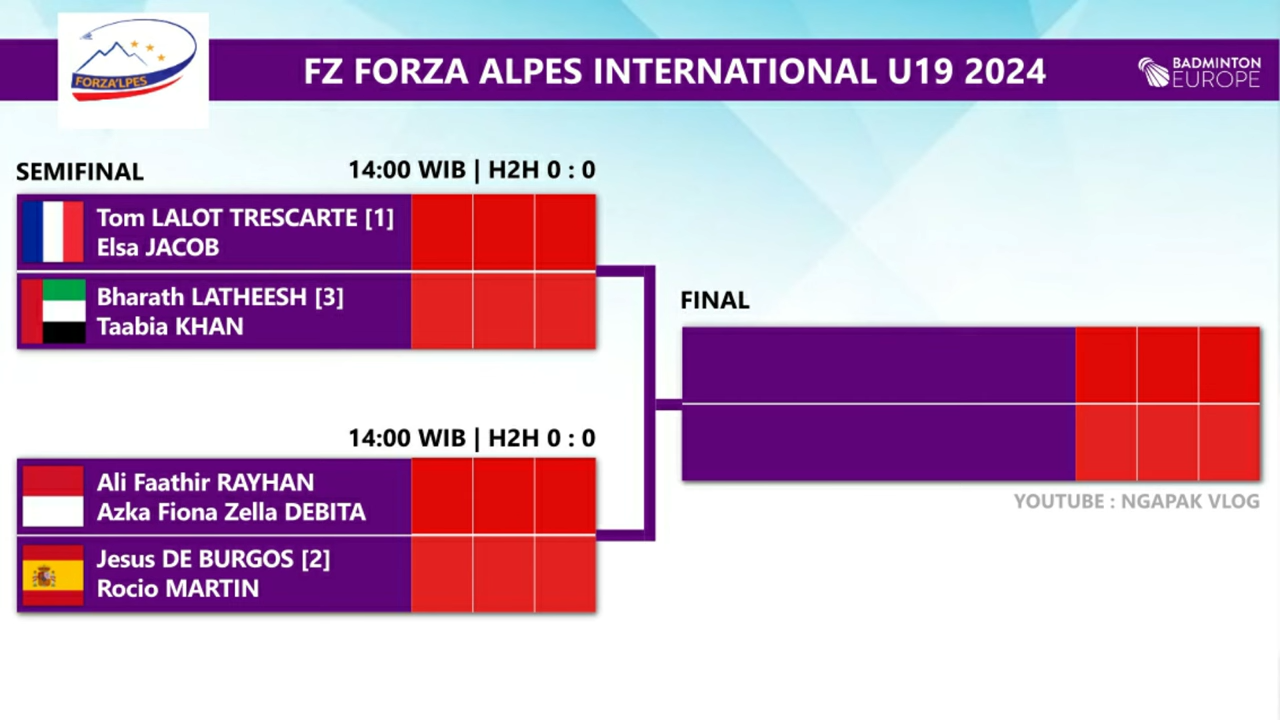 FORZA'LPES
FZ FORZA ALPES INTERNATIONAL U19 2024
BADMINTON
EUROPE
SEMIFINAL
14:00 WIB | H2H 0 : 0
Tom LALOT TRESCARTE [1]
Elsa JACOB
Bharath LATHEESH [3]
Taabia KHAN
14:00 WIB | H2H 0 : 0
Ali Faathir RAYHAN
Azka Fiona Zella DEBITA
Jesus DE BURGOS [2]
Rocio MARTIN
FINAL
YOUTUBE : NGAPAK VLOG